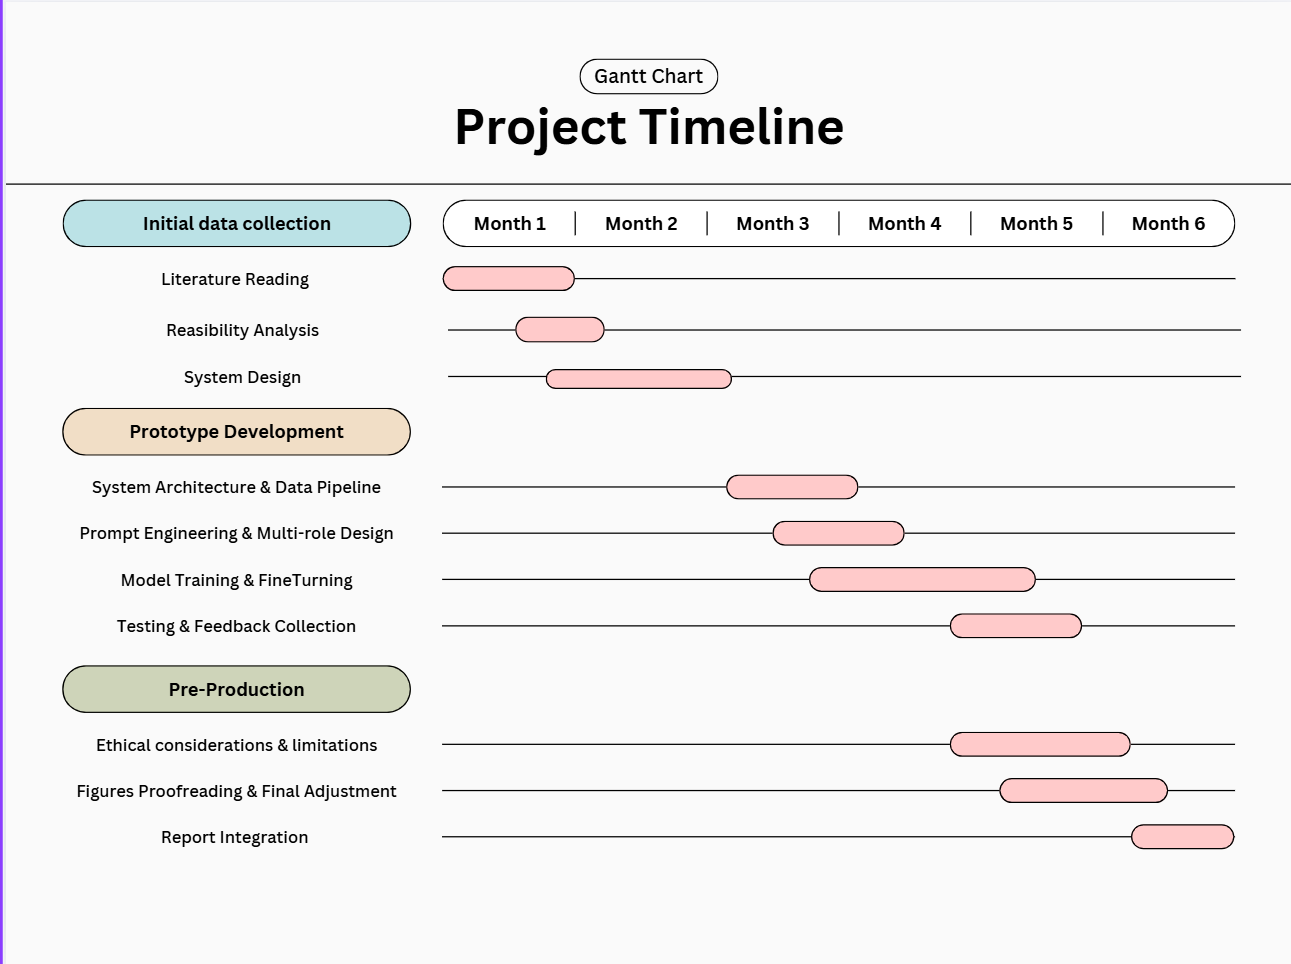 Gantt Chart
Project Timeline
Initial data collection
Month 1 | Month 2 | Month 3 | Month 4 | Month 5 | Month 6
Literature Reading
Reasibility Analysis
System Design
Prototype Development
System Architecture & Data Pipeline
Prompt Engineering & Multi-role Design
Model Training & FineTurning
Testing & Feedback Collection
Pre-Production
Ethical considerations & limitations
Figures Proofreading & Final Adjustment
Report Integration